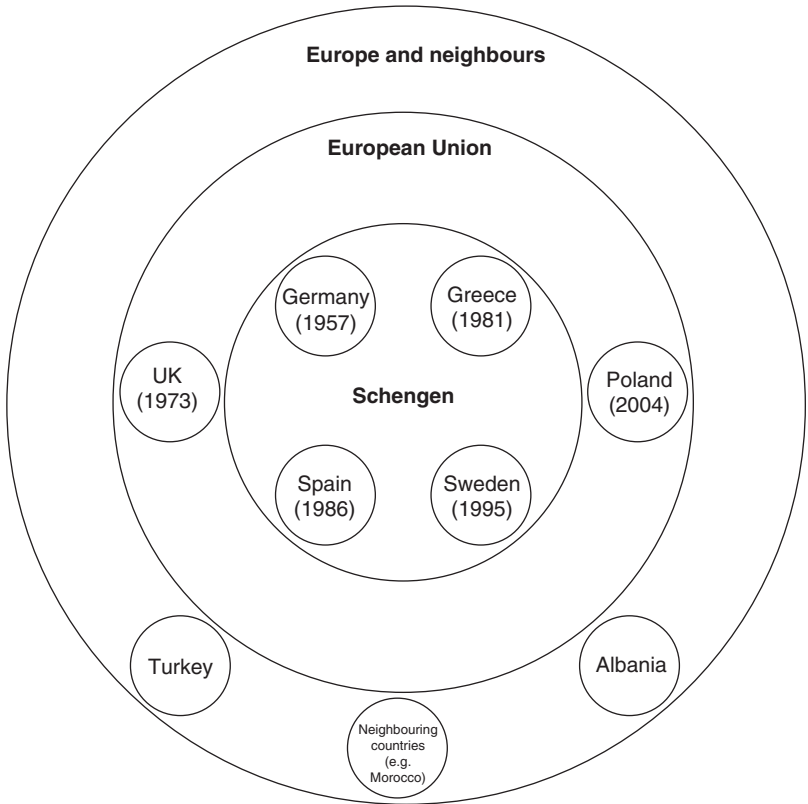 Europe and neighbours
European Union
Germany
(1957)
Greece
(1981)
UK
(1973)
Schengen
Poland
(2004)
Spain
(1986)
Sweden
(1995)
Turkey
Albania
Neighbouring
countries
(e.g.
Morocco)